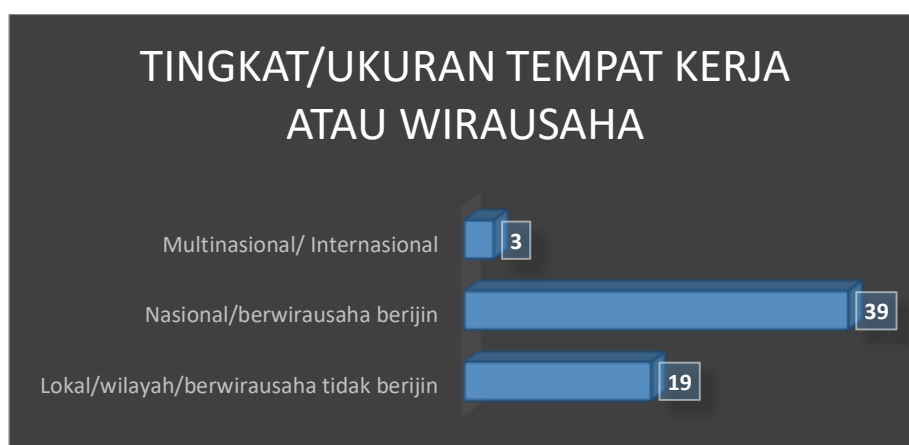 TINGKAT/UKURAN TEMPAT KERJA
ATAU WIRAUSAHA
Multinasional/ Internasional
3
Nasional/berwirausaha berijin
39
Lokal/wilayah/berwirausaha tidak berijin
19